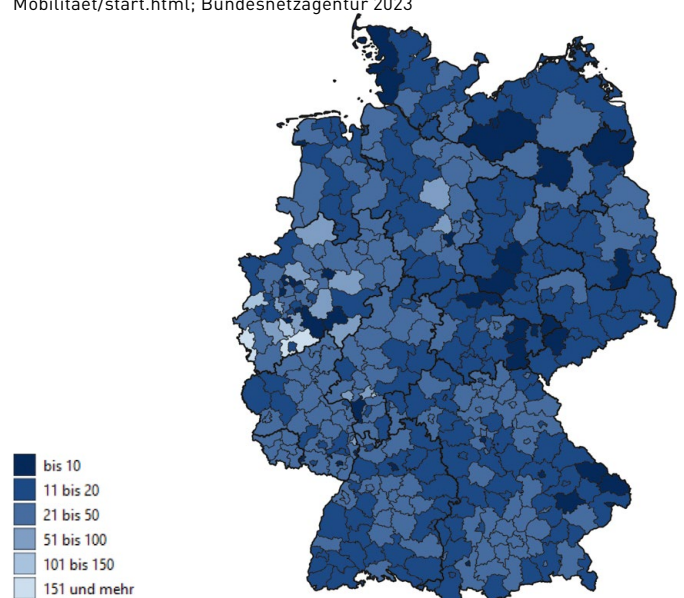 Mobilitaet/start.html; Bundesnetzagentur 2023
bis 10
11 bis 20
21 bis 50
51 bis 100
101 bis 150
151 und mehr